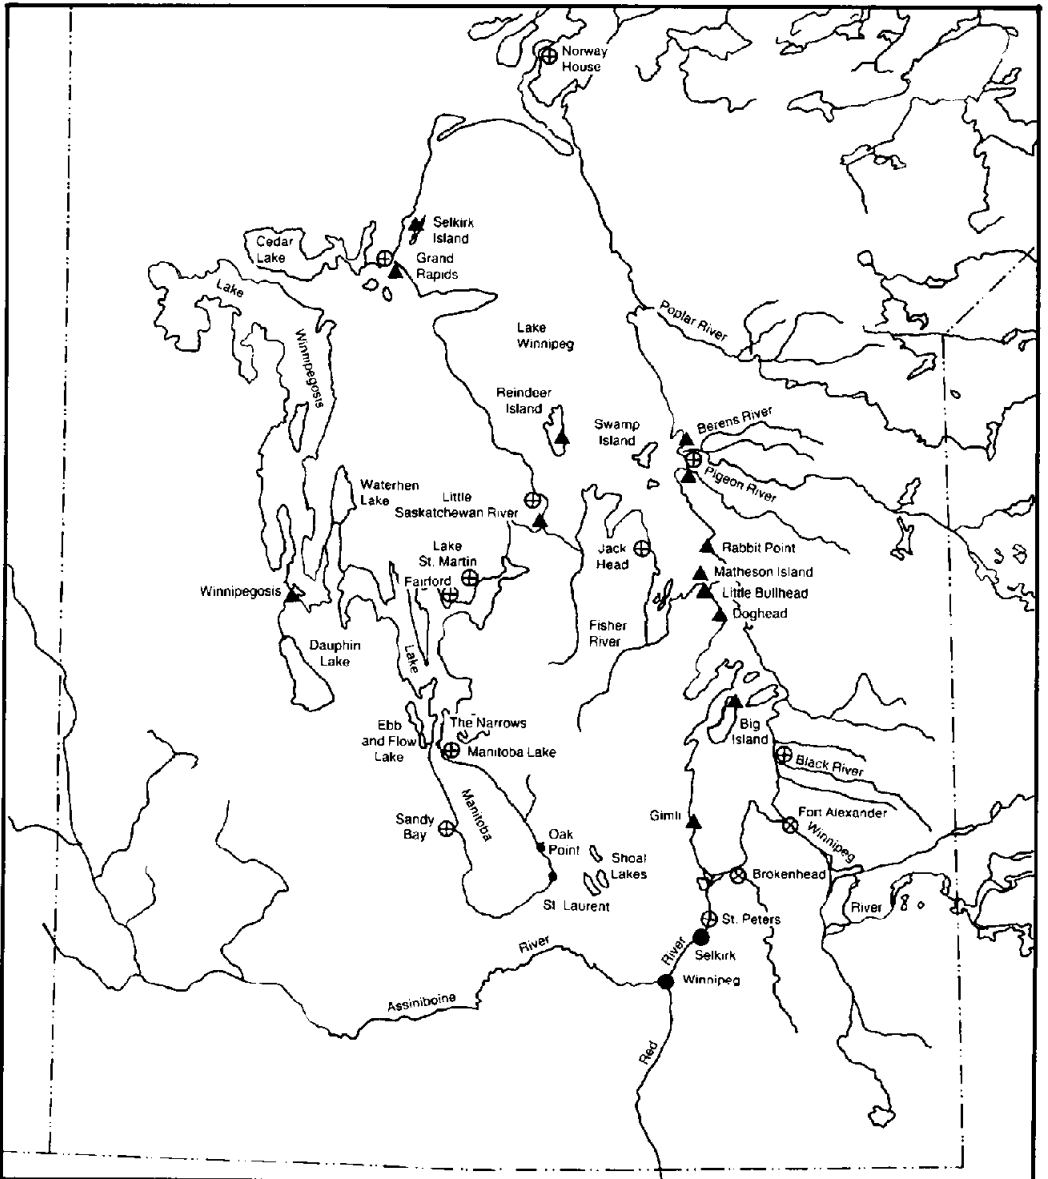 Norway
House
Selkirk
Island
Cedar
Lake
Grand
Rapids
Lake
Winnipegosis
Poplar River
Lake
Winnipeg
Reindeer
Island
Swamp
Island
Berens River
Pigeon River
Waterhen
Lake
Little
Saskatchewan River
Lake
St. Martin
Fairford
Jack
Head
Rabbit Point
Matheson Island
Little Bullhead
Doghead
Winnipegosis
Dauphin
Lake
Fisher
River
Lake
Manitoba
Ebb
and Flow
Lake
The Narrows
Manitoba Lake
Big
Island
Black River
Sandy
Bay
Gimli
Fort Alexander
Winnipeg
River
Oak
Point
Shoal
Lakes
Brokenhead
St. Laurent
St. Peters
Selkirk
Winnipeg
River
Assiniboine
River
Red